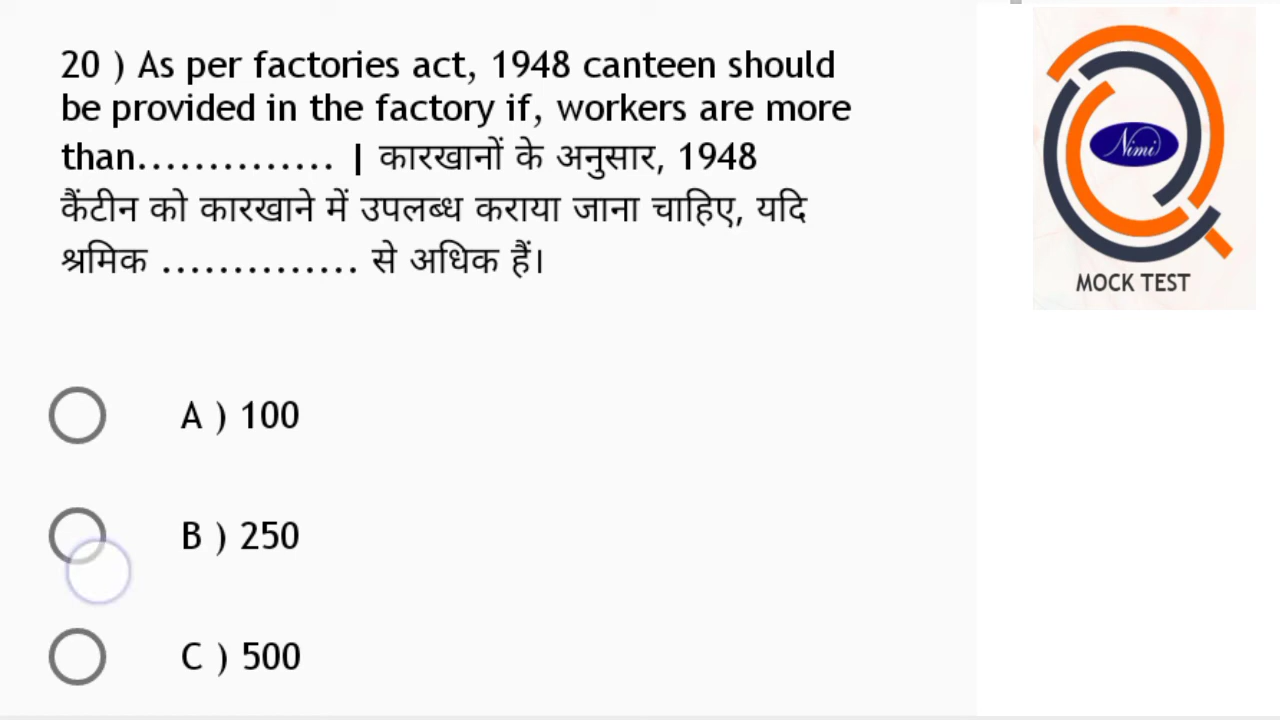 20 ) As per factories act, 1948 canteen should
be provided in the factory if, workers are more
than.............. | कारखानों के अनुसार, 1948
कैंटीन को कारखाने में उपलब्ध कराया जाना चाहिए, यदि
श्रमिक .............. से अधिक हैं।
Nimi
MOCK TEST
A ) 100
B ) 250
C ) 500